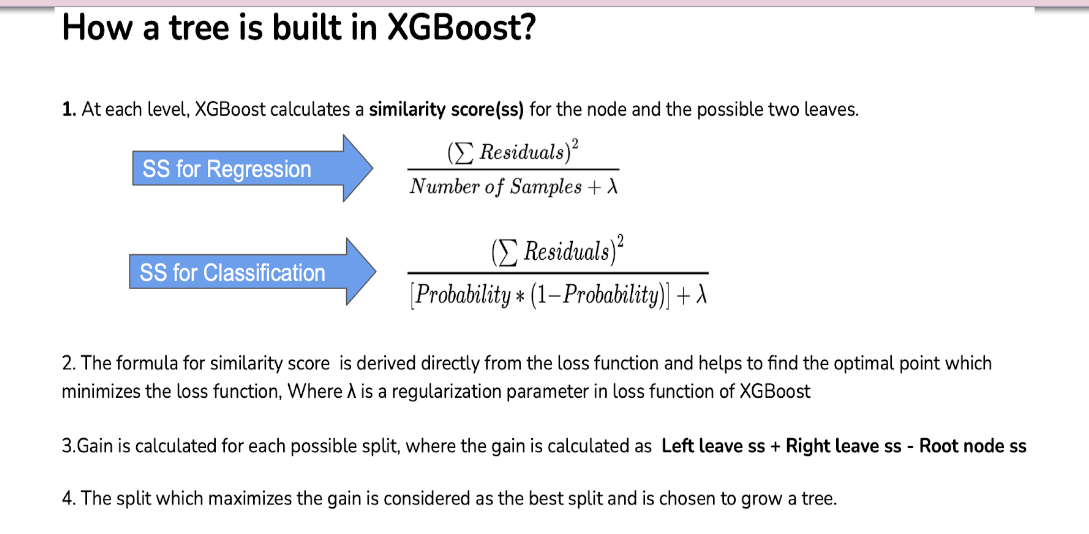 How a tree is built in XGBoost?
1. At each level, XGBoost calculates a similarity score(ss) for the node and the possible two leaves.
SS for Regression
(∑ Residuals)²
Number of Samples + λ
SS for Classification
(∑ Residuals)²
[Probability * (1−Probability)] + λ
2. The formula for similarity score is derived directly from the loss function and helps to find the optimal point which
minimizes the loss function, Where λ is a regularization parameter in loss function of XGBoost
3.Gain is calculated for each possible split, where the gain is calculated as Left leave ss + Right leave ss - Root node ss
4. The split which maximizes the gain is considered as the best split and is chosen to grow a tree.